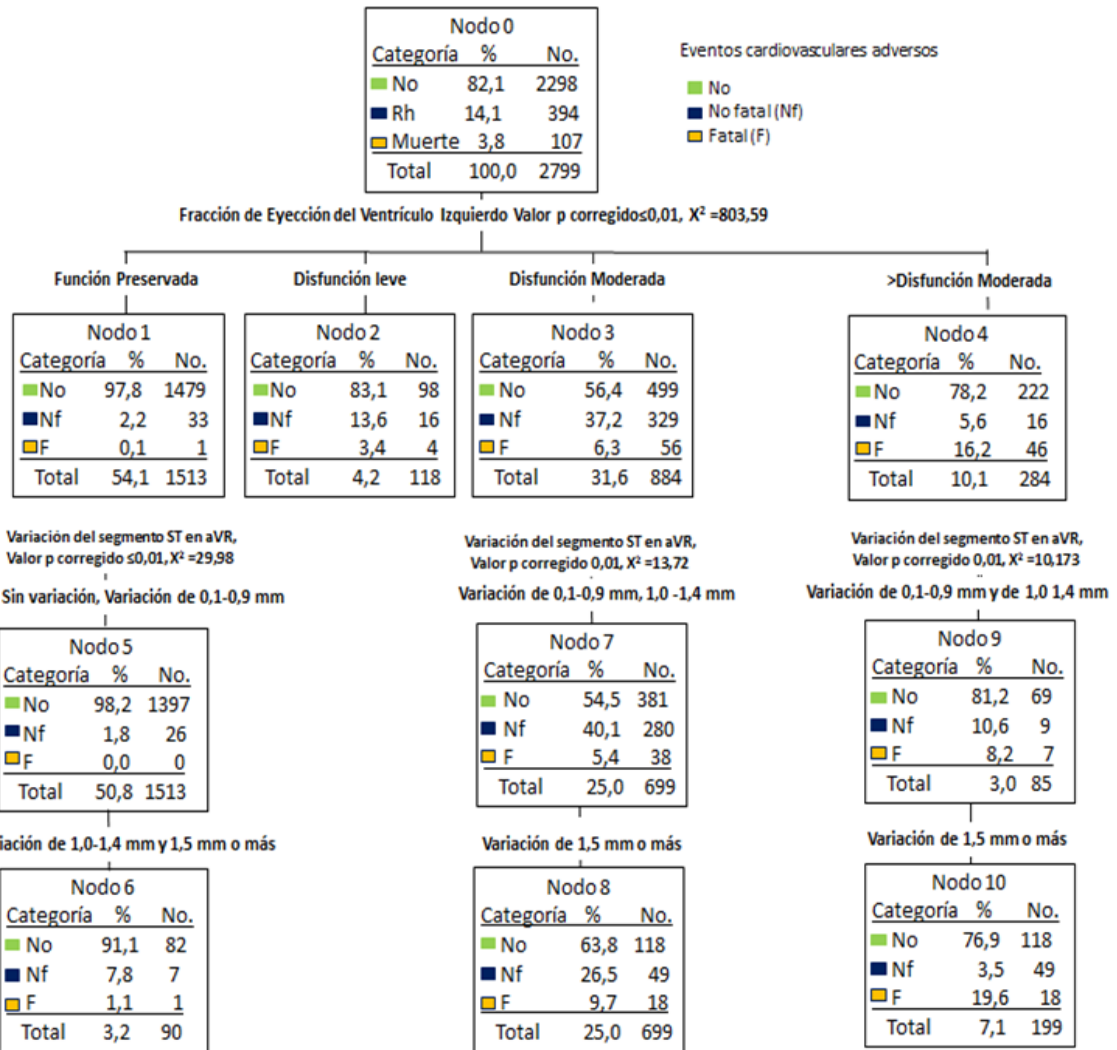 Nodo 0
Categoría % No.
No 82,1 2298
Rh 14,1 394
Muerte 3,8 107
Total 100,0 2799
Eventos cardiovasculares adversos
No
No fatal (Nf)
Fatal (F)
Fracción de Eyección del Ventrículo Izquierdo Valor p corregido≤0,01, X² =803,59
Función Preservada
Disfunción leve
Disfunción Moderada
>Disfunción Moderada
Nodo 1
Categoría % No.
No 97,8 1479
Nf 2,2 33
F 0,1 1
Total 54,1 1513
Nodo 2
Categoría % No.
No 83,1 98
Nf 13,6 16
F 3,4 4
Total 4,2 118
Nodo 3
Categoría % No.
No 56,4 499
Nf 37,2 329
F 6,3 56
Total 31,6 884
Nodo 4
Categoría % No.
No 78,2 222
Nf 5,6 16
F 16,2 46
Total 10,1 284
Variación del segmento ST en aVR,
Valor p corregido ≤0,01, X² =29,98
Sin variación, Variación de 0,1-0,9 mm
Variación del segmento ST en aVR,
Valor p corregido 0,01, X² =13,72
Variación de 0,1-0,9 mm, 1,0 -1,4 mm
Variación del segmento ST en aVR,
Valor p corregido 0,01, X² =10,173
Variación de 0,1-0,9 mm y de 1,0 1,4 mm
Nodo 5
Categoría % No.
No 98,2 1397
Nf 1,8 26
F 0,0 0
Total 50,8 1513
Nodo 7
Categoría % No.
No 54,5 381
Nf 40,1 280
F 5,4 38
Total 25,0 699
Nodo 9
Categoría % No.
No 81,2 69
Nf 10,6 9
F 8,2 7
Total 3,0 85
iación de 1,0-1,4 mm y 1,5 mm o más
Variación de 1,5 mm o más
Variación de 1,5 mm o más
Nodo 6
Categoría % No.
No 91,1 82
Nf 7,8 7
F 1,1 1
Total 3,2 90
Nodo 8
Categoría % No.
No 63,8 118
Nf 26,5 49
F 9,7 18
Total 25,0 699
Nodo 10
Categoría % No.
No 76,9 118
Nf 3,5 49
F 19,6 18
Total 7,1 199